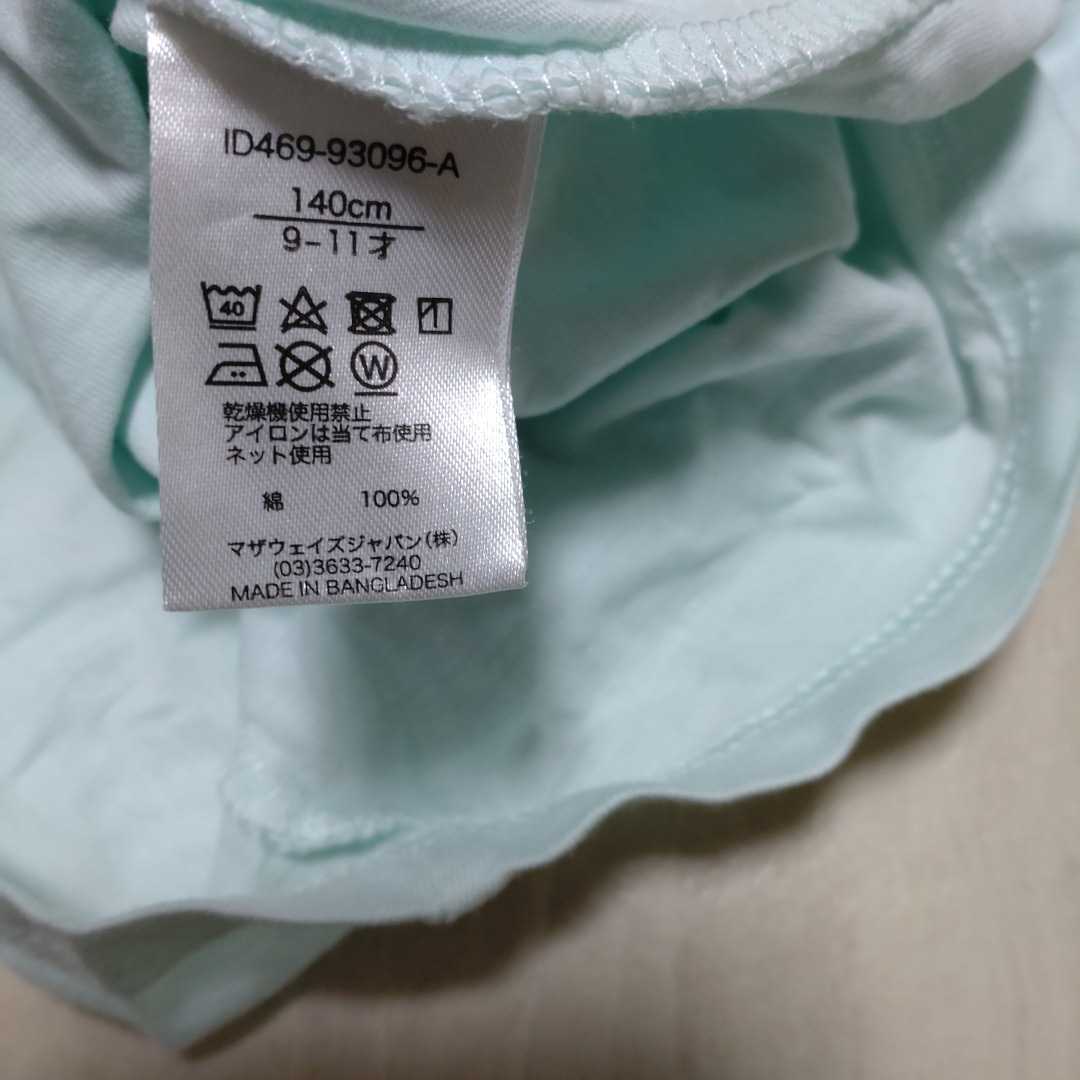 ID469-93096-A
140cm
9-11才
40
W
乾燥機使用禁止
アイロンは当て布使用
ネット使用
綿 100%
マザウェイズジャパン(株)
(03)3633-7240
MADE IN BANGLADESH